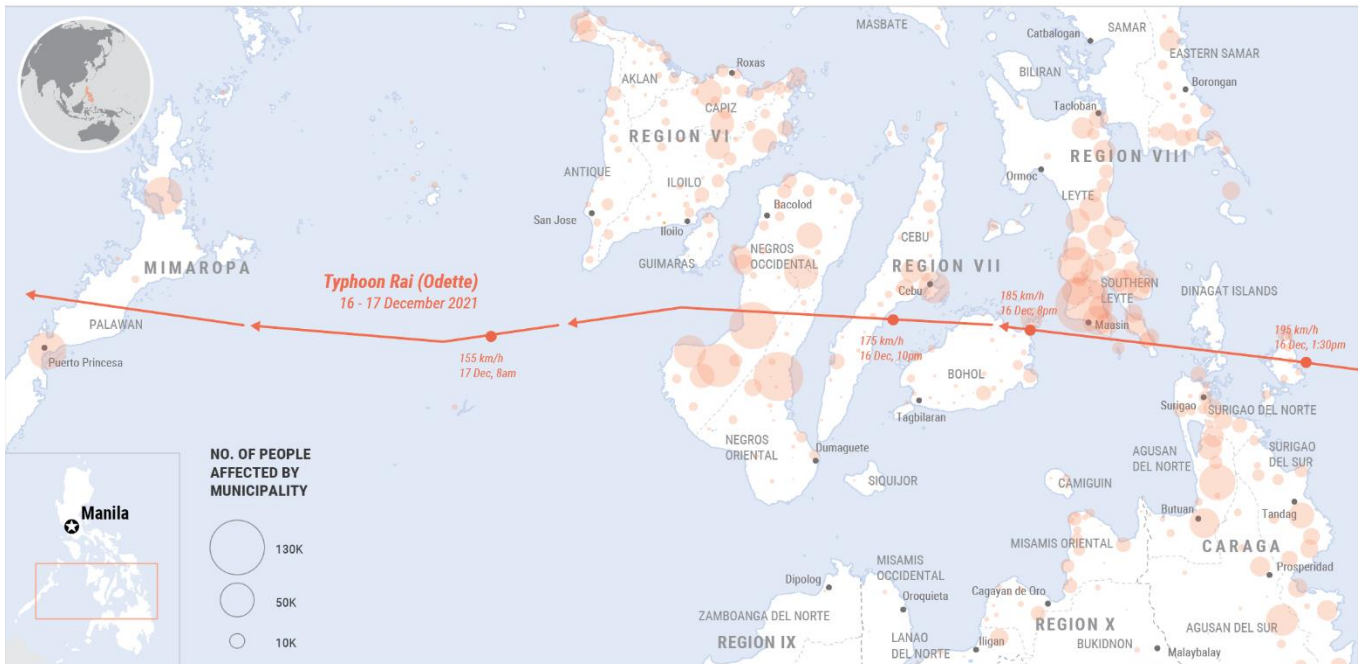 MASBATE
SAMAR
Catbalogan
EASTERN SAMAR
Roxas
AKLAN
BILIRAN
Borongan
CAPIZ
Tacloban
REGION VI
REGION VIII
ANTIQUE
ILOILO
Ormoc
LEYTE
San Jose
Bacolod
Iloilo
CEBU
NEGROS
OCCIDENTAL
GUIMARAS
REGION VII
MIMAROPA
Typhoon Rai (Odette)
16 - 17 December 2021
Cebu
SOUTHERN
LEYTE
DINAGAT ISLANDS
185 km/h
16 Dec, 8pm
PALAWAN
Maasin
195 km/h
16 Dec, 1:30pm
175 km/h
16 Dec, 10pm
155 km/h
17 Dec, 8am
Puerto Princesa
BOHOL
Tagbilaran
Surigao
SURIGAO DEL NORTE
NEGROS
ORIENTAL
Dumaguete
AGUSAN
DEL NORTE
SURIGAO
DEL SUR
NO. OF PEOPLE
AFFECTED BY
MUNICIPALITY
SIQUIJOR
CAMIGUIN
Manila
Butuan
Tandag
130K
MISAMIS ORIENTAL
CARAGA
MISAMIS
OCCIDENTAL
Prosperidad
Dipolog
Oroquieta
Cagayan de Oro
50K
ZAMBOANGA DEL NORTE
REGION X
AGUSAN DEL SUR
10K
REGION IX
LANAO
DEL NORTE
Iligan
BUKIDNON
Malaybalay